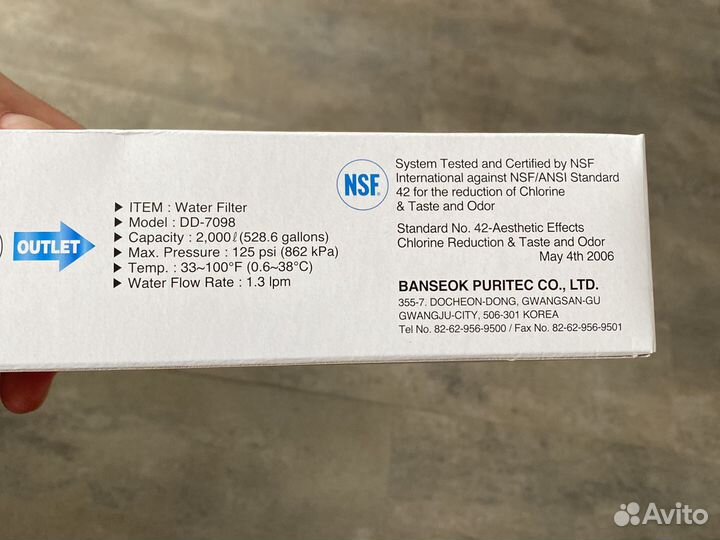 OUTLET
▶ ITEM : Water Filter
▶ Model : DD-7098
▶ Capacity : 2,000ℓ(528.6 gallons)
▶ Max. Pressure : 125 psi (862 kPa)
▶ Temp. : 33~100°F (0.6~38°C)
▶ Water Flow Rate : 1.3 lpm
NSF
System Tested and Certified by NSF
International against NSF/ANSI Standard
42 for the reduction of Chlorine
& Taste and Odor
Standard No. 42-Aesthetic Effects
Chlorine Reduction & Taste and Odor
May 4th 2006
BANSEOK PURITEC CO., LTD.
355-7. DOCHEON-DONG, GWANGSAN-GU
GWANGJU-CITY, 506-301 KOREA
Tel No. 82-62-956-9500 / Fax No. 82-62-956-9501
Avito